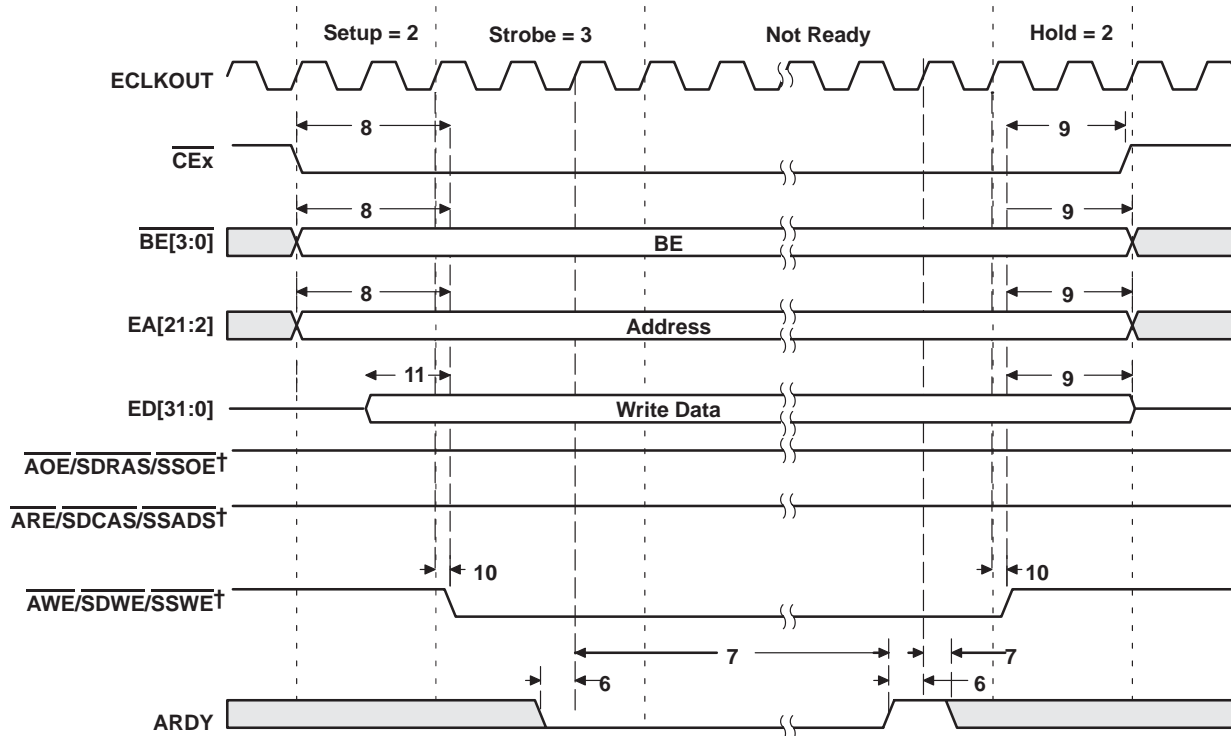 Setup = 2 Strobe = 3 Not Ready Hold = 2
ECLKOUT
8 9
CEx
8 9
BE[3:0] BE
8 9
EA[21:2] Address
11 9
ED[31:0] Write Data
AOE/SDRAS/SSOE†
ARE/SDCAS/SSADS†
10 10
AWE/SDWE/SSWE†
7 7
6 6
ARDY